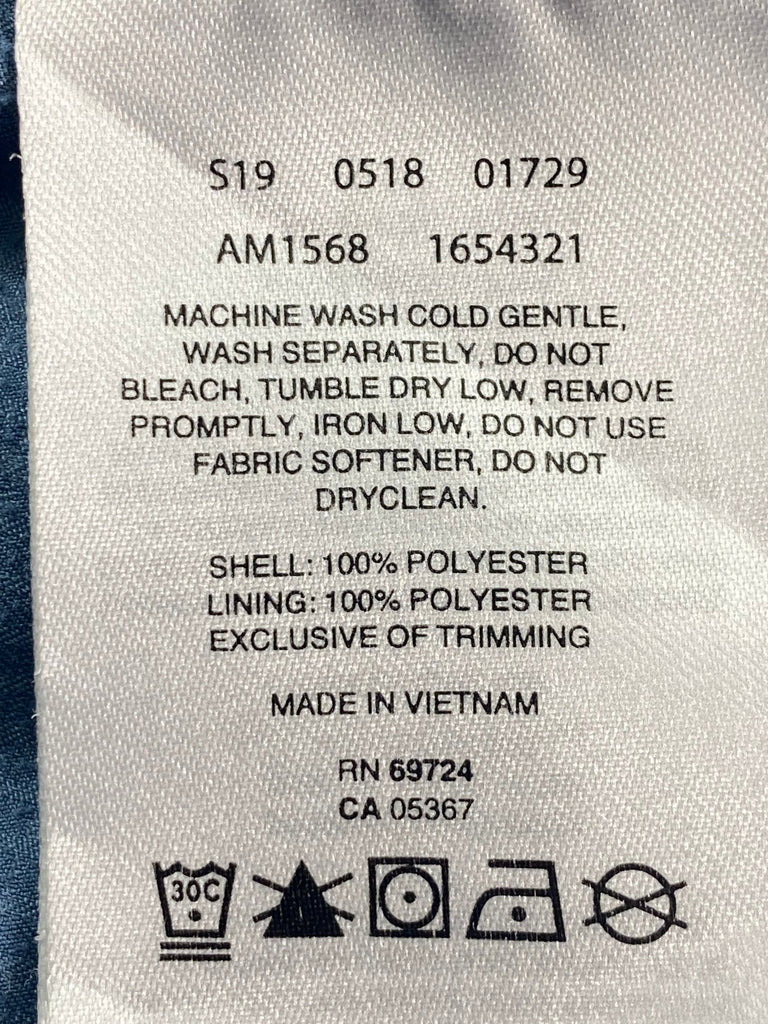 S19 0518 01729
AM1568 1654321
MACHINE WASH COLD GENTLE,
WASH SEPARATELY, DO NOT
BLEACH, TUMBLE DRY LOW, REMOVE
PROMPTLY, IRON LOW, DO NOT USE
FABRIC SOFTENER, DO NOT
DRYCLEAN.
SHELL: 100% POLYESTER
LINING: 100% POLYESTER
EXCLUSIVE OF TRIMMING
MADE IN VIETNAM
RN 69724
CA 05367
30C